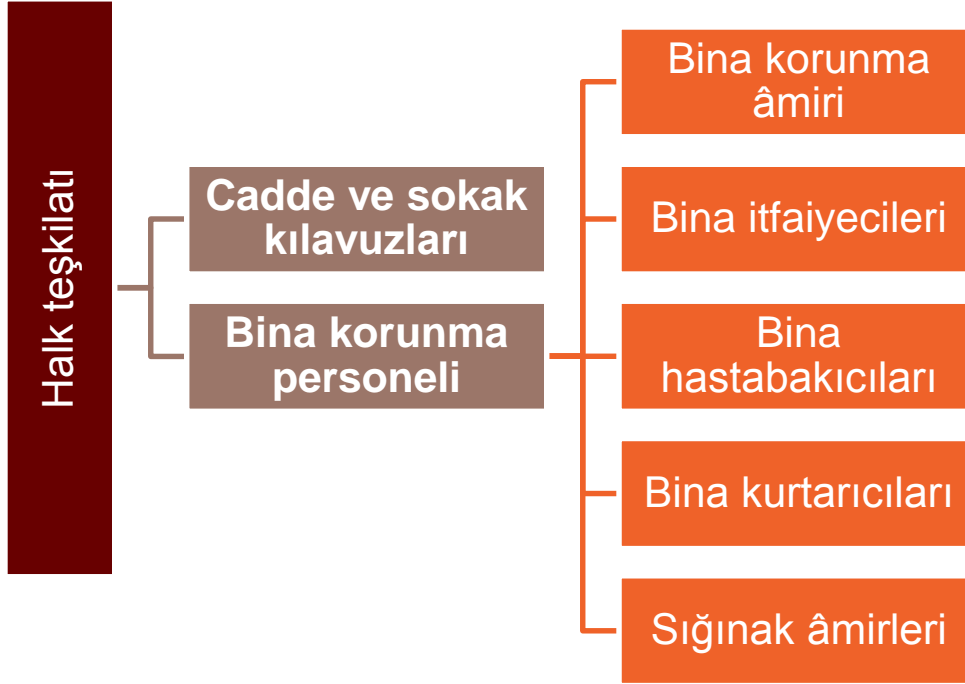 Halk teşkilatı
Cadde ve sokak
kılavuzları
Bina korunma
personeli
Bina korunma
âmiri
Bina itfaiyecileri
Bina
hastabakıcıları
Bina kurtarıcıları
Sığınak âmirleri